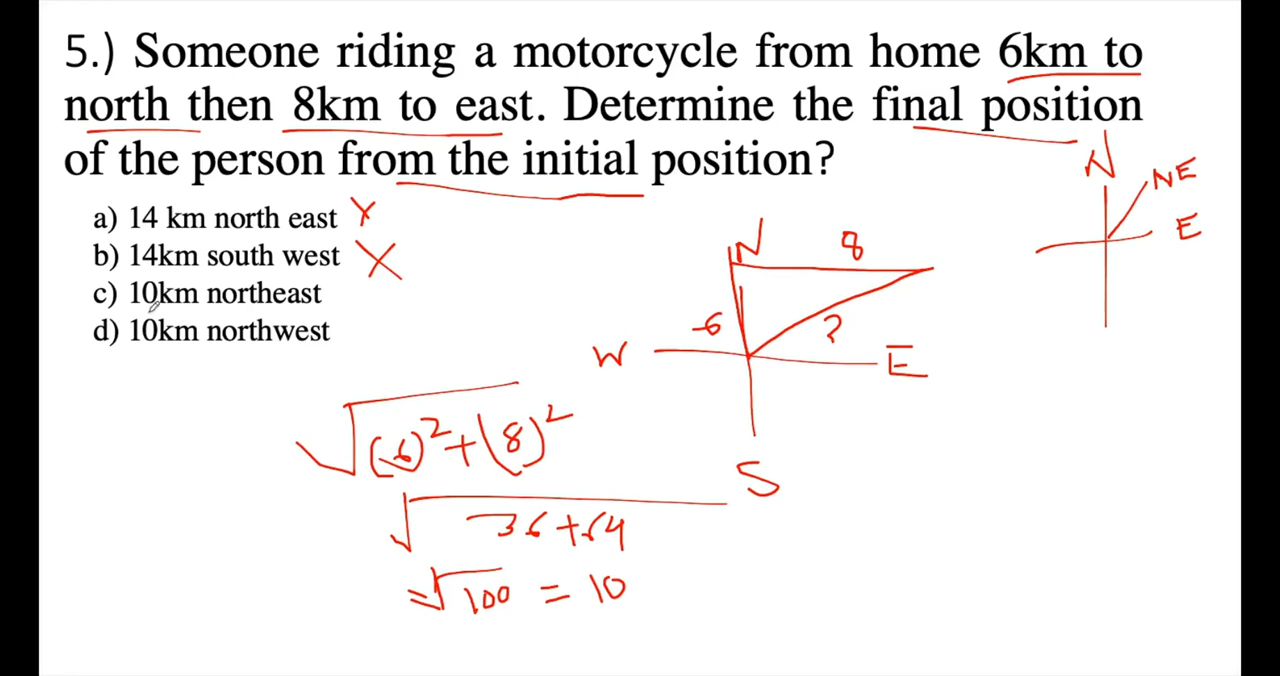 5.) Someone riding a motorcycle from home 6km to
north then 8km to east. Determine the final position
of the person from the initial position?
a) 14 km north east X
b) 14km south west X
c) 10km northeast
d) 10km northwest
N
NE
E
N
8
6
?
W
E
S
√(6)²+(8)²
√36+64
=√100 = 10